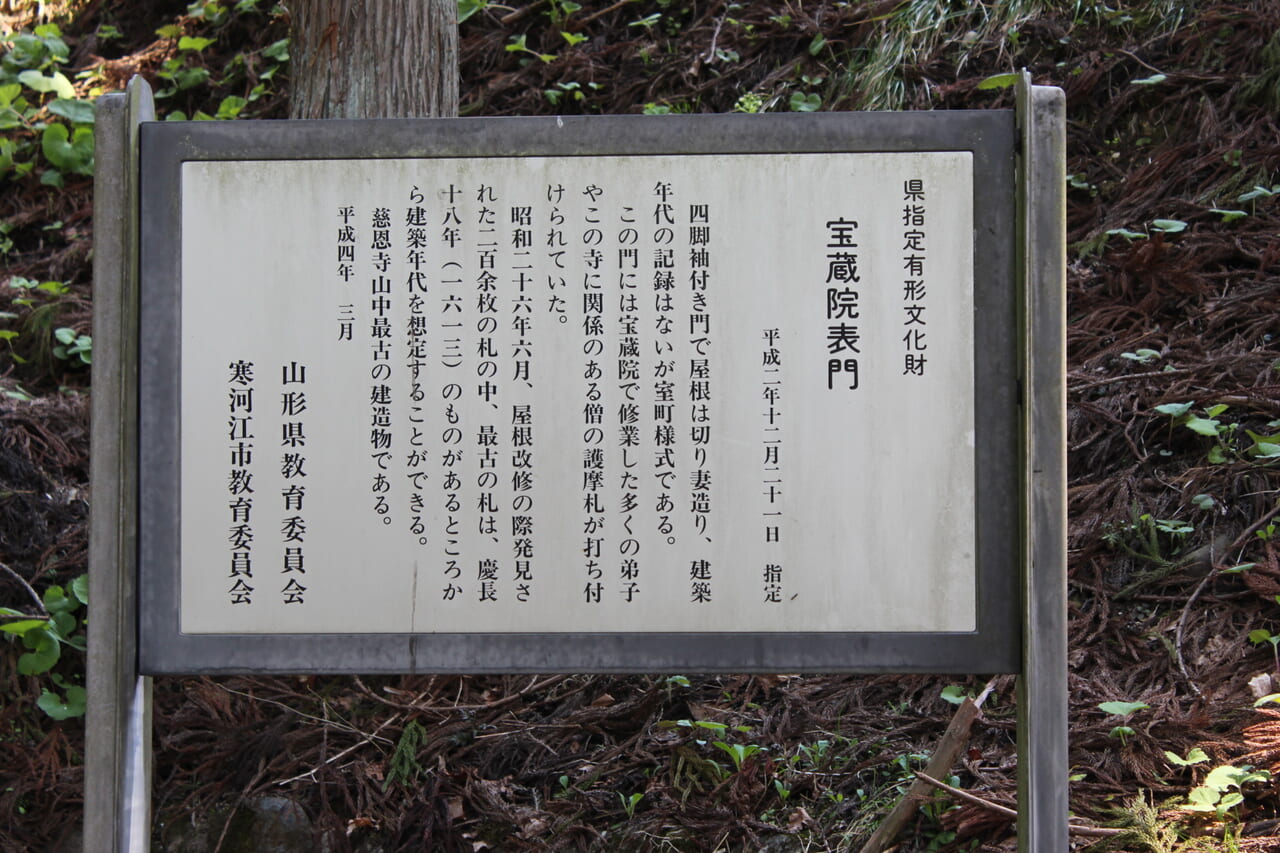 県指定有形文化財
宝蔵院表門
平成二年十二月二十一日　指定
四脚袖付き門で屋根は切り妻造り、建築
年代の記録はないが室町様式である。
この門には宝蔵院で修業した多くの弟子
やこの寺に関係のある僧の護摩札が打ち付
けられていた。
昭和二十六年六月、屋根改修の際発見さ
れた二百余枚の札の中、最古の札は、慶長
十八年（一六一三）のものがあるところか
ら建築年代を想定することができる。
慈恩寺山中最古の建造物である。
平成四年　三月
山形県教育委員会
寒河江市教育委員会